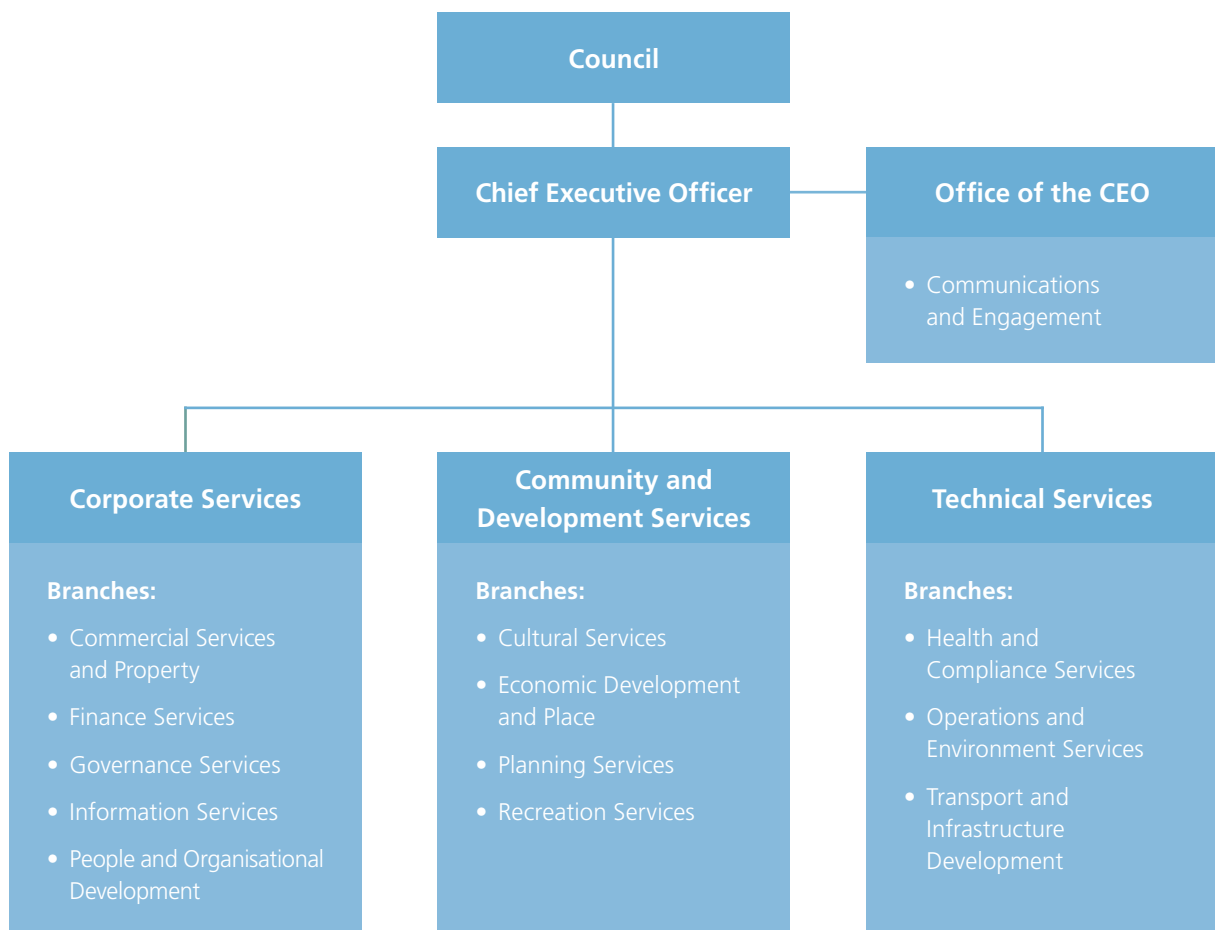 Council
Chief Executive Officer
Office of the CEO
• Communications
and Engagement
Corporate Services
Branches:
• Commercial Services
and Property
• Finance Services
• Governance Services
• Information Services
• People and Organisational
Development
Community and
Development Services
Branches:
• Cultural Services
• Economic Development
and Place
• Planning Services
• Recreation Services
Technical Services
Branches:
• Health and
Compliance Services
• Operations and
Environment Services
• Transport and
Infrastructure
Development